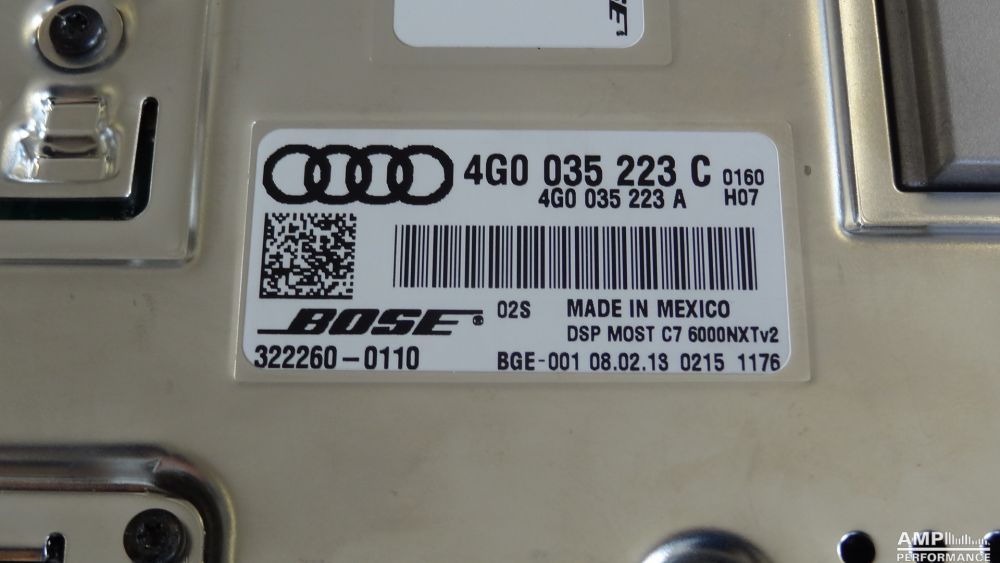 BOSE
4G0 035 223 C 0160
4G0 035 223 A H07
BOSE® 02S MADE IN MEXICO
DSP MOST C7 6000NXTv2
322260-0110 BGE-001 08.02.13 0215 1176
AMP
PERFORMANCE